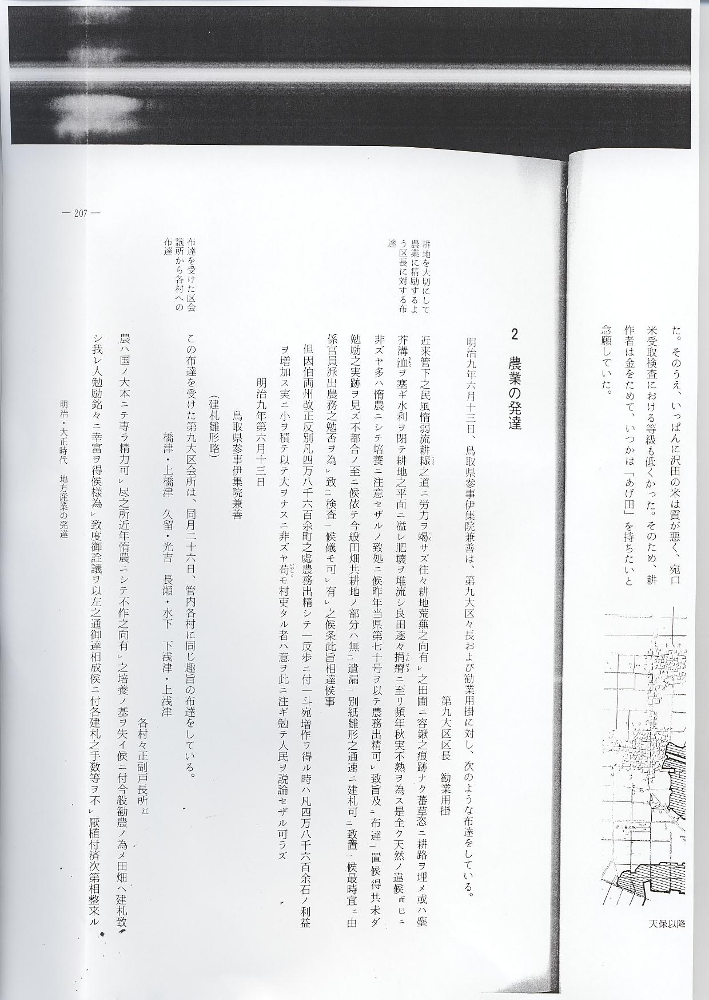 た。そのうえ、いっぱんに沢田の米は質が悪く、宛口
米受取検査における等級も低くかった。そのため、耕
作者は金をためて、いつかは「あげ田」を持ちたいと
念願していた。
天保以降
2 農業の発達
明治九年六月十三日、鳥取県参事伊集院兼善は、第九大区々長および勧業用掛に対し、次のような布達をしている。
第九大区区長 勧業用掛
耕地を大切にして
農業に精励するよ
う区長に対する布
達
近来管下之民風惰弱流耕耘之道ニ労力ヲ竭サズ往々耕地荒蕪之向有レ之田圃ニ容鍬之痕跡ナク蕃草恣ニ耕路ヲ埋メ或ハ塵
芥溝洫ヲ塞ギ水利ヲ閉テ耕地之平面ニ溢レ肥壊ヲ堆流シ良田逐々捐瘠ニ至リ頻年秋実不熟ヲ為ス是全ク天然ノ違候而已ニ
非ズヤ多ハ惰農ニシテ培養ニ注意セザルノ致処ニ候昨年当県第七十号ヲ以テ農務出精可レ致旨及ニ布達一置候得共未ダ
勉励之実跡ヲ見ズ不都合ノ至ニ候依テ今般田畑共耕地ノ部分ハ無ニ遺漏一別紙雛形之通速ニ建札可ニ致置一候最時宜ニ由
係官員派出農務之勉否ヲ為レ致ニ検査一候儀モ可レ有レ之候条此旨相達候事
但因伯両州改正反別凡四万八千六百余町之處農務出精シテ一反歩ニ付一斗宛増作ヲ得ル時ハ凡四万八千六百余石ノ利益
ヲ増加ス実ニ小ヲ積テ以テ大ヲナスニ非ズヤ苟モ村吏タル者ハ意ヲ此ニ注ギ勉テ人民ヲ説論セザル可ラズ
明治九年第六月十三日
鳥取県参事伊集院兼善
（建札雛形略）
布達を受けた区会
議所から各村への
布達
この布達を受けた第九大区会所は、同月二十六日、管内各村に同じ趣旨の布達をしている。
橋津・上橋津 久留・光吉 長瀬・水下 下浅津・上浅津
各村々正副戸長所江
農ハ国ノ大本ニテ専ラ精力可レ尽之所近年惰農ニシテ不作之向有レ之培養ノ基ヲ失イ候ニ付今般勧農ノ為メ田畑ヘ建札致
シ我レ人勉励銘々ニ幸富ヲ得候様為レ致度御詮議ヲ以左之通御達相成候ニ付各建札之手数等ヲ不レ厭植付済次第相整来ル
明治・大正時代 地方産業の発達
— 207 —